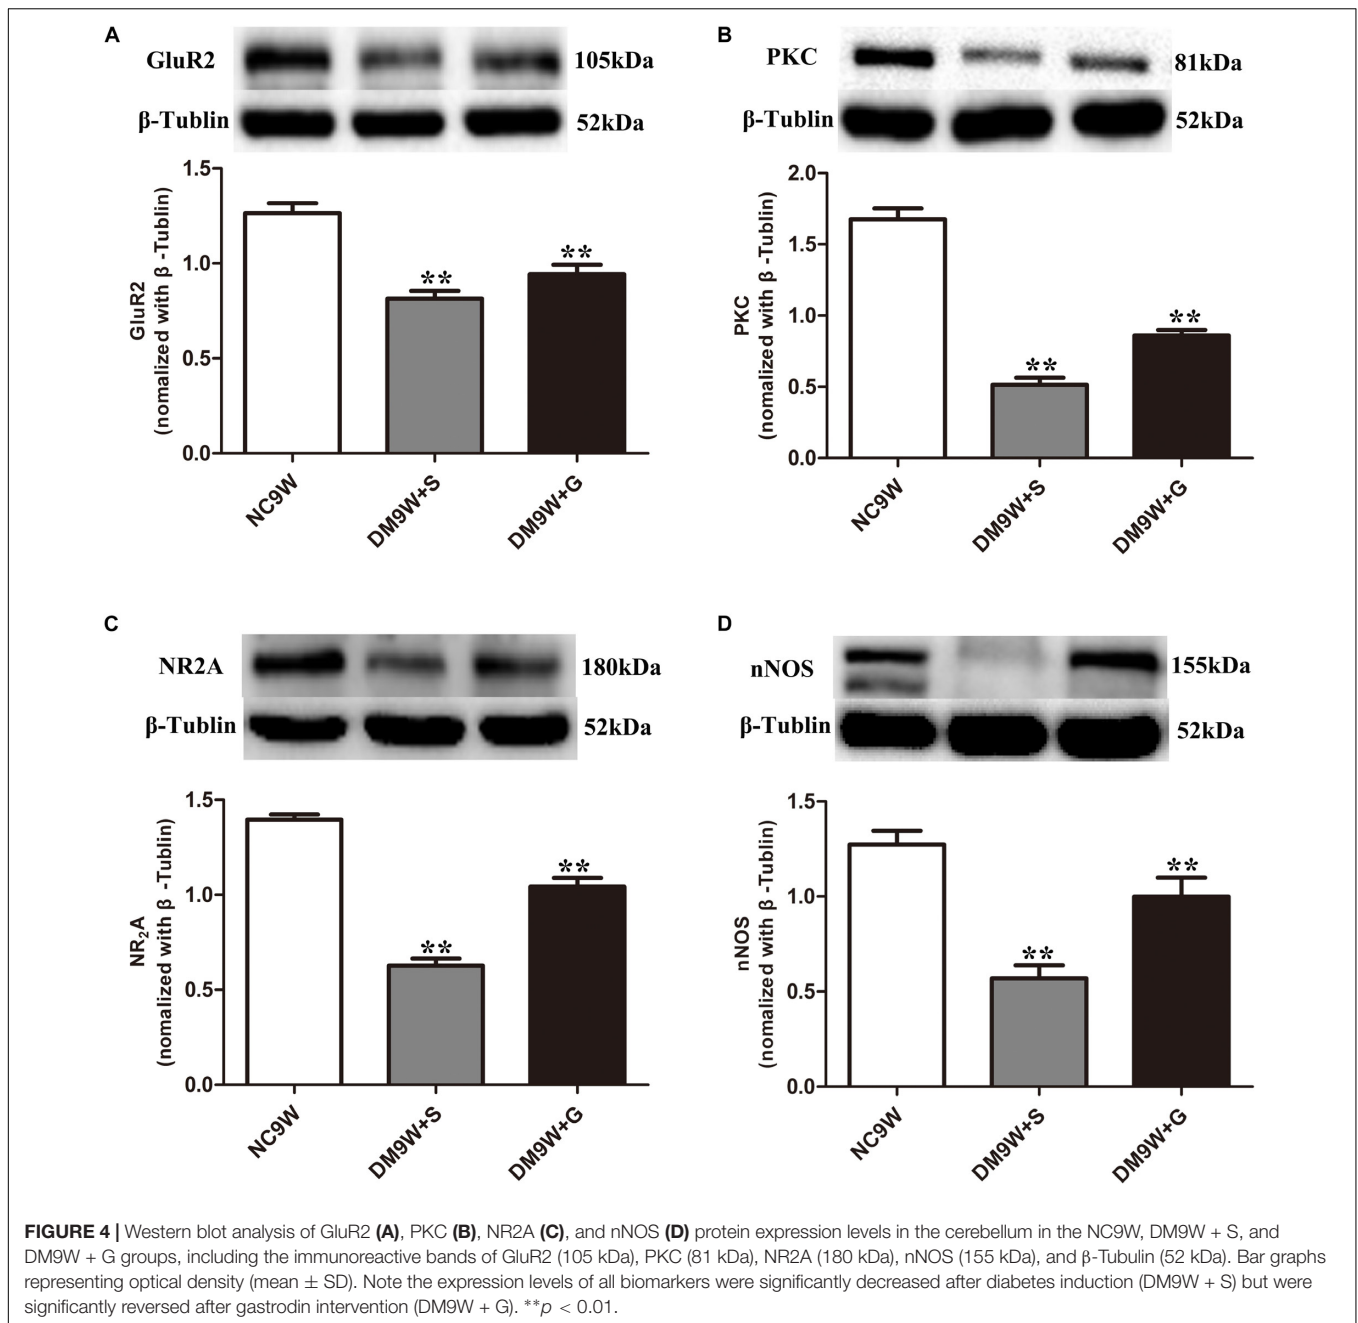 A
GluR2
105kDa
β-Tublin
52kDa
GluR2
(nomalized with β -Tublin)
1.5
1.0
0.5
0.0
**
**
NC9W
DM9W+S
DM9W+G
B
PKC
81kDa
β-Tublin
52kDa
PKC
(nomalized with β -Tublin)
2.0
1.5
1.0
0.5
0.0
**
**
NC9W
DM9W+S
DM9W+G
C
NR2A
180kDa
β-Tublin
52kDa
NR₂A
(nomalized with β -Tublin)
1.5
1.0
0.5
0.0
**
**
NC9W
DM9W+S
DM9W+G
D
nNOS
155kDa
β-Tublin
52kDa
nNOS
(nomalized with β -Tublin)
1.5
1.0
0.5
0.0
**
**
NC9W
DM9W+S
DM9W+G
FIGURE 4 | Western blot analysis of GluR2 (A), PKC (B), NR2A (C), and nNOS (D) protein expression levels in the cerebellum in the NC9W, DM9W + S, and
DM9W + G groups, including the immunoreactive bands of GluR2 (105 kDa), PKC (81 kDa), NR2A (180 kDa), nNOS (155 kDa), and β-Tubulin (52 kDa). Bar graphs
representing optical density (mean ± SD). Note the expression levels of all biomarkers were significantly decreased after diabetes induction (DM9W + S) but were
significantly reversed after gastrodin intervention (DM9W + G). **p < 0.01.